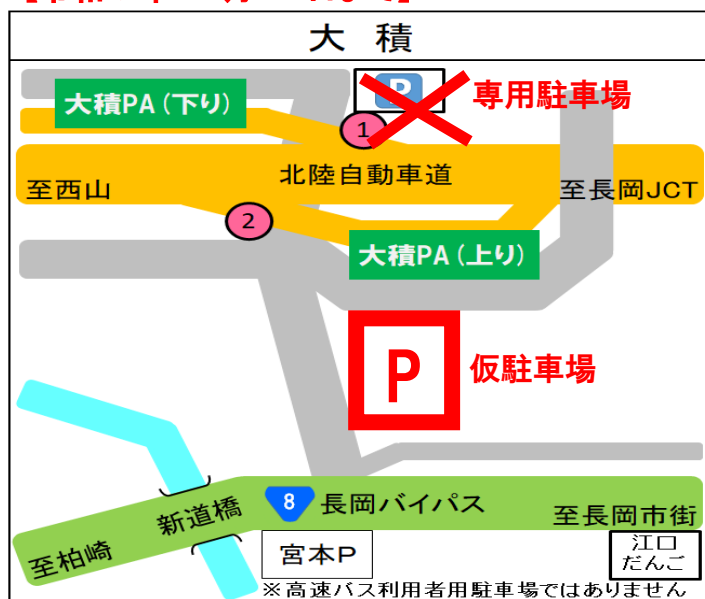 大積
P
専用駐車場
大積PA(下り)
1
北陸自動車道
至西山
至長岡JCT
2
大積PA(上り)
P
仮駐車場
8
長岡バイパス
新道橋
至長岡市街
至柏崎
宮本P
江口
だんご
※高速バス利用者用駐車場ではありません